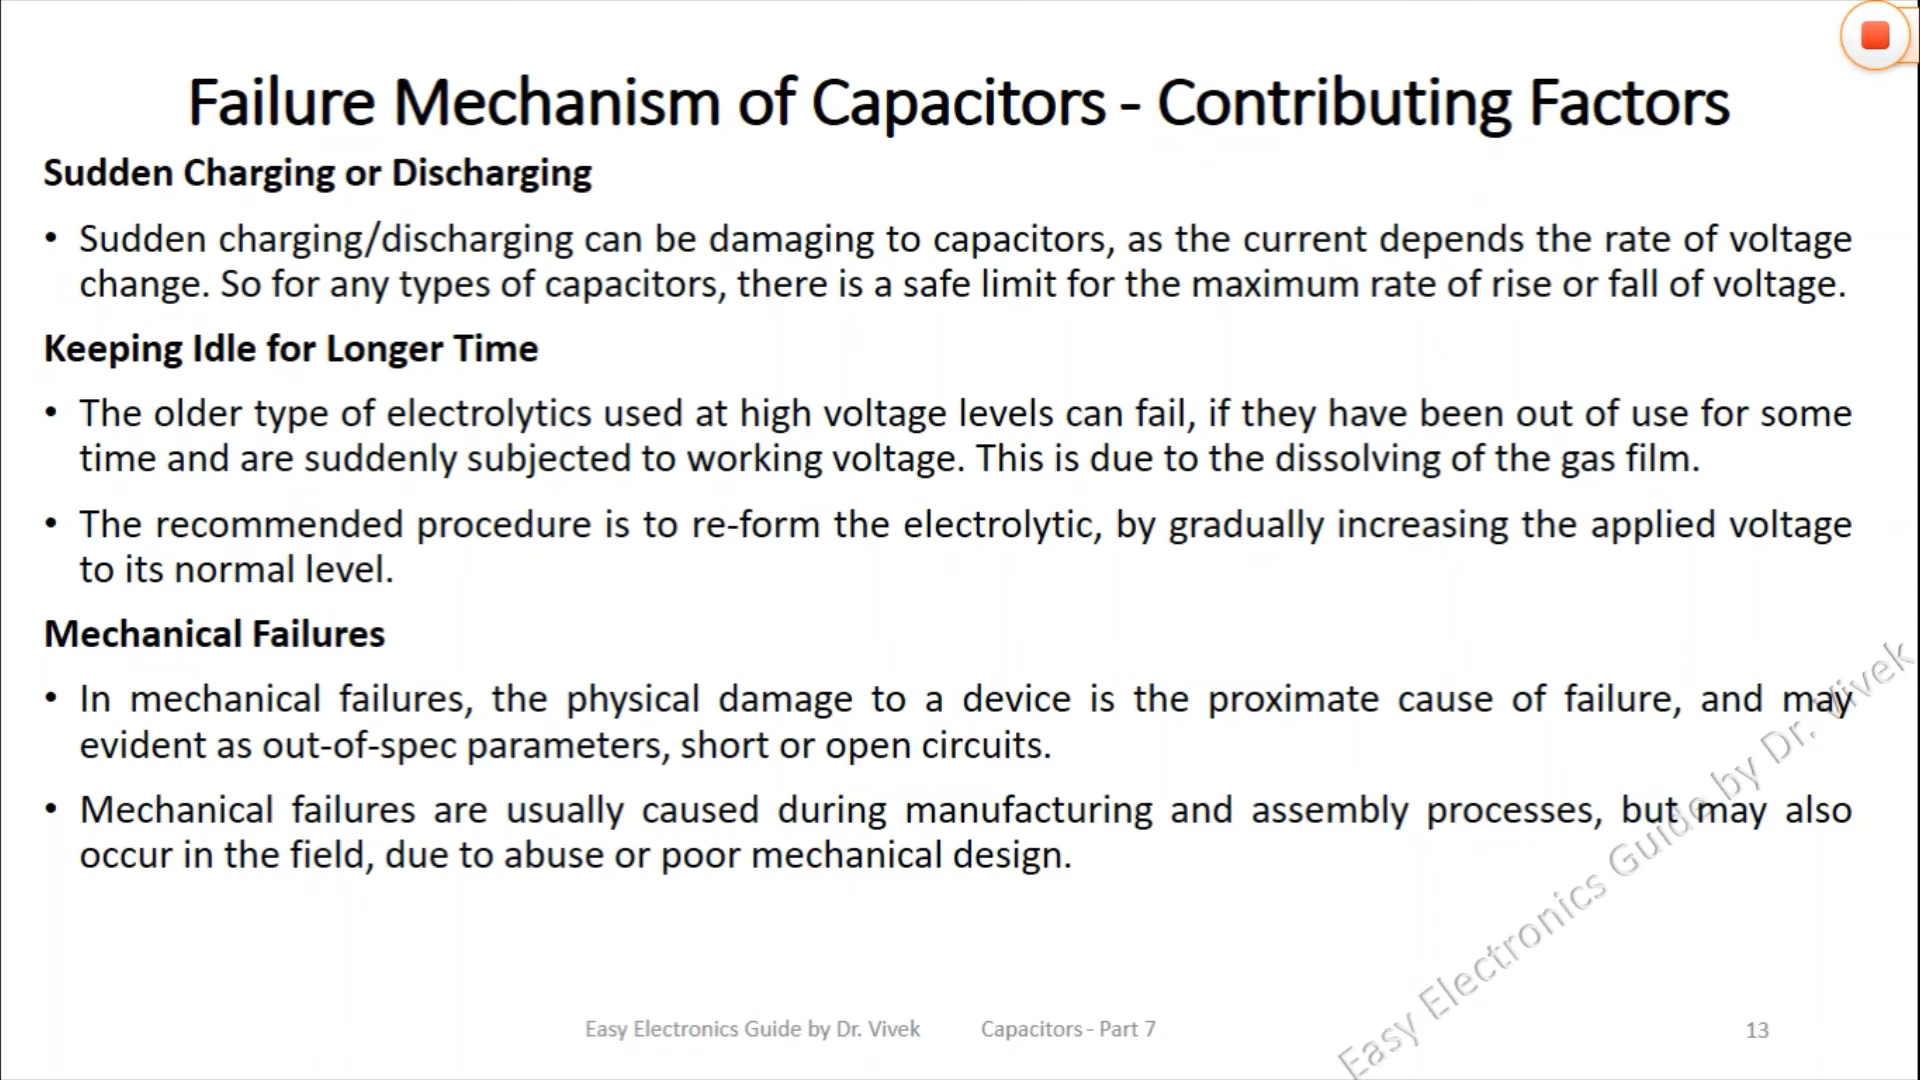 Failure Mechanism of Capacitors - Contributing Factors
Sudden Charging or Discharging
• Sudden charging/discharging can be damaging to capacitors, as the current depends the rate of voltage
change. So for any types of capacitors, there is a safe limit for the maximum rate of rise or fall of voltage.
Keeping Idle for Longer Time
• The older type of electrolytics used at high voltage levels can fail, if they have been out of use for some
time and are suddenly subjected to working voltage. This is due to the dissolving of the gas film.
• The recommended procedure is to re-form the electrolytic, by gradually increasing the applied voltage
to its normal level.
Mechanical Failures
• In mechanical failures, the physical damage to a device is the proximate cause of failure, and may
evident as out-of-spec parameters, short or open circuits.
• Mechanical failures are usually caused during manufacturing and assembly processes, but may also
occur in the field, due to abuse or poor mechanical design.
Easy Electronics Guide by Dr. Vivek
Easy Electronics Guide by Dr. Vivek Capacitors - Part 7 13